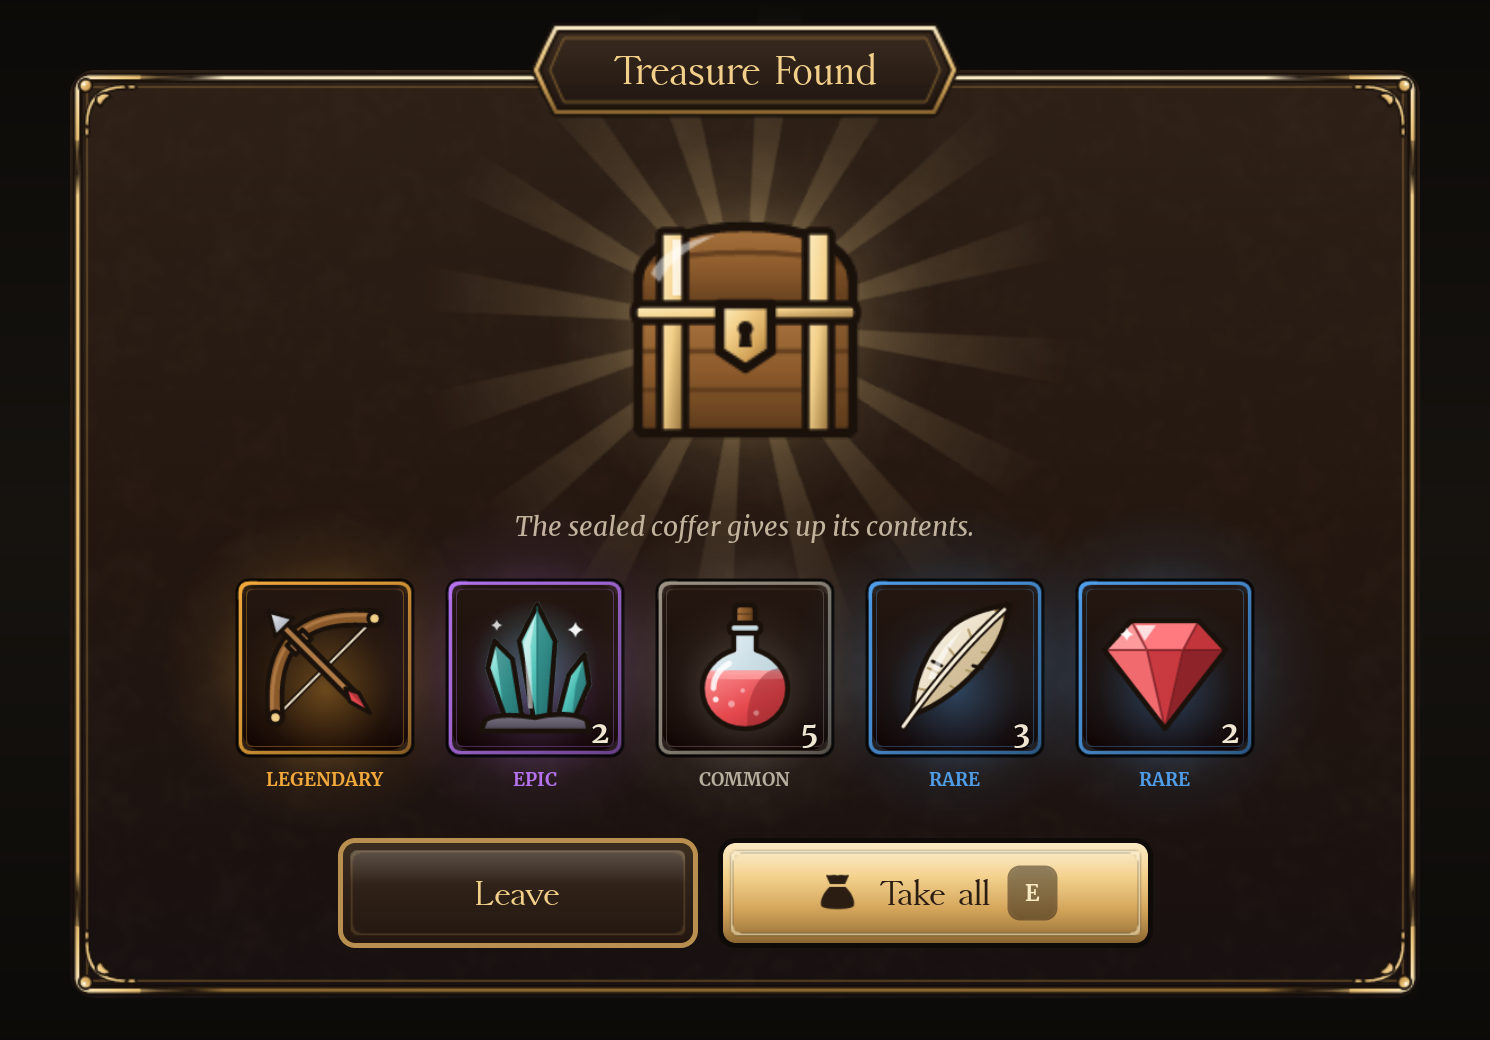 Treasure Found
The sealed coffer gives up its contents.
2
5
3
2
LEGENDARY
EPIC
COMMON
RARE
RARE
Leave
Take all
E